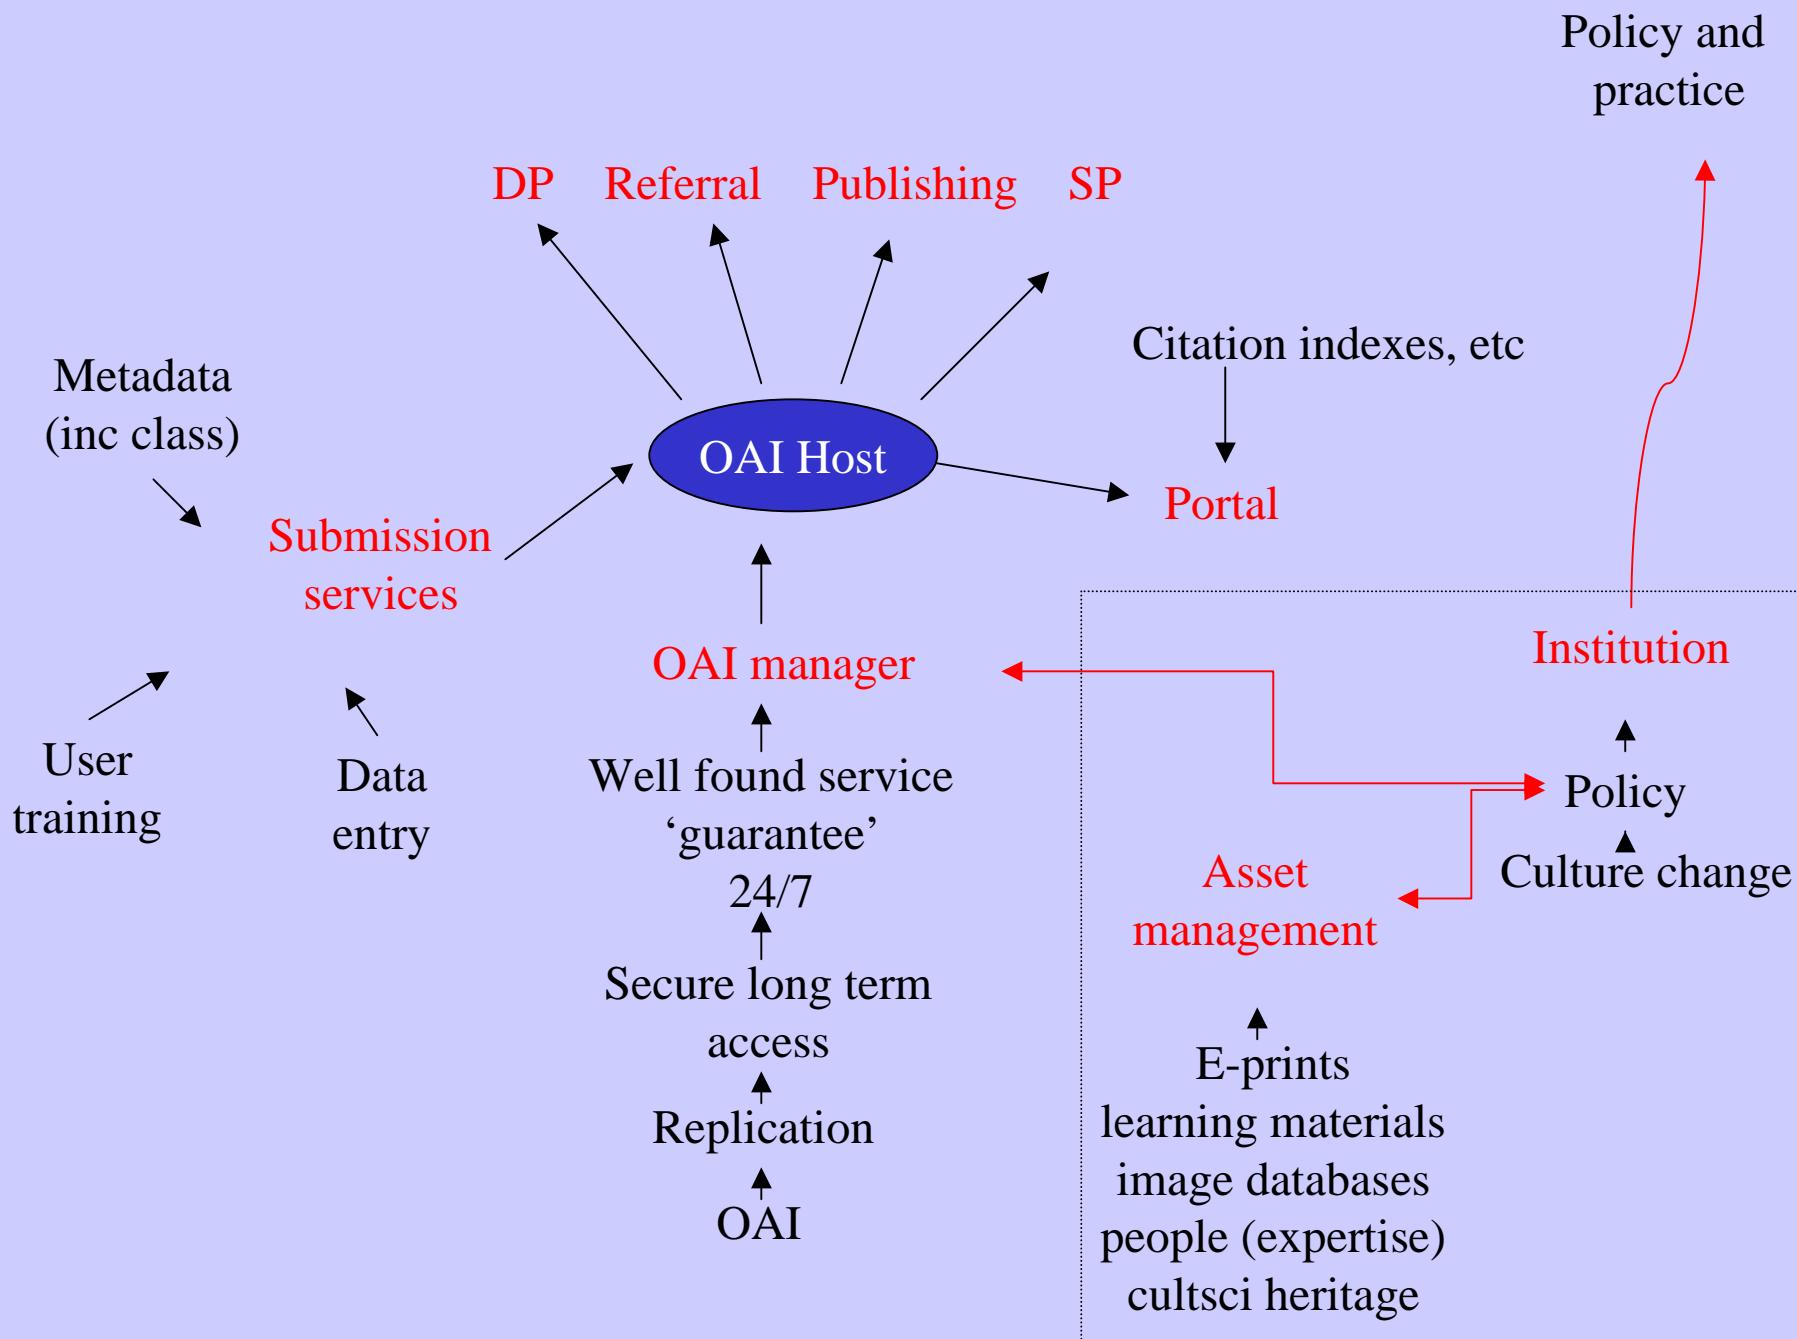 Policy and
practice
DP Referral Publishing SP
Citation indexes, etc
Metadata
(inc class)
OAI Host
Portal
Submission
services
OAI manager
Institution
User
training
Data
entry
Well found service
‘guarantee’
24/7
Policy
Culture change
Asset
management
Secure long term
access
Replication
OAI
E-prints
learning materials
image databases
people (expertise)
cultsci heritage